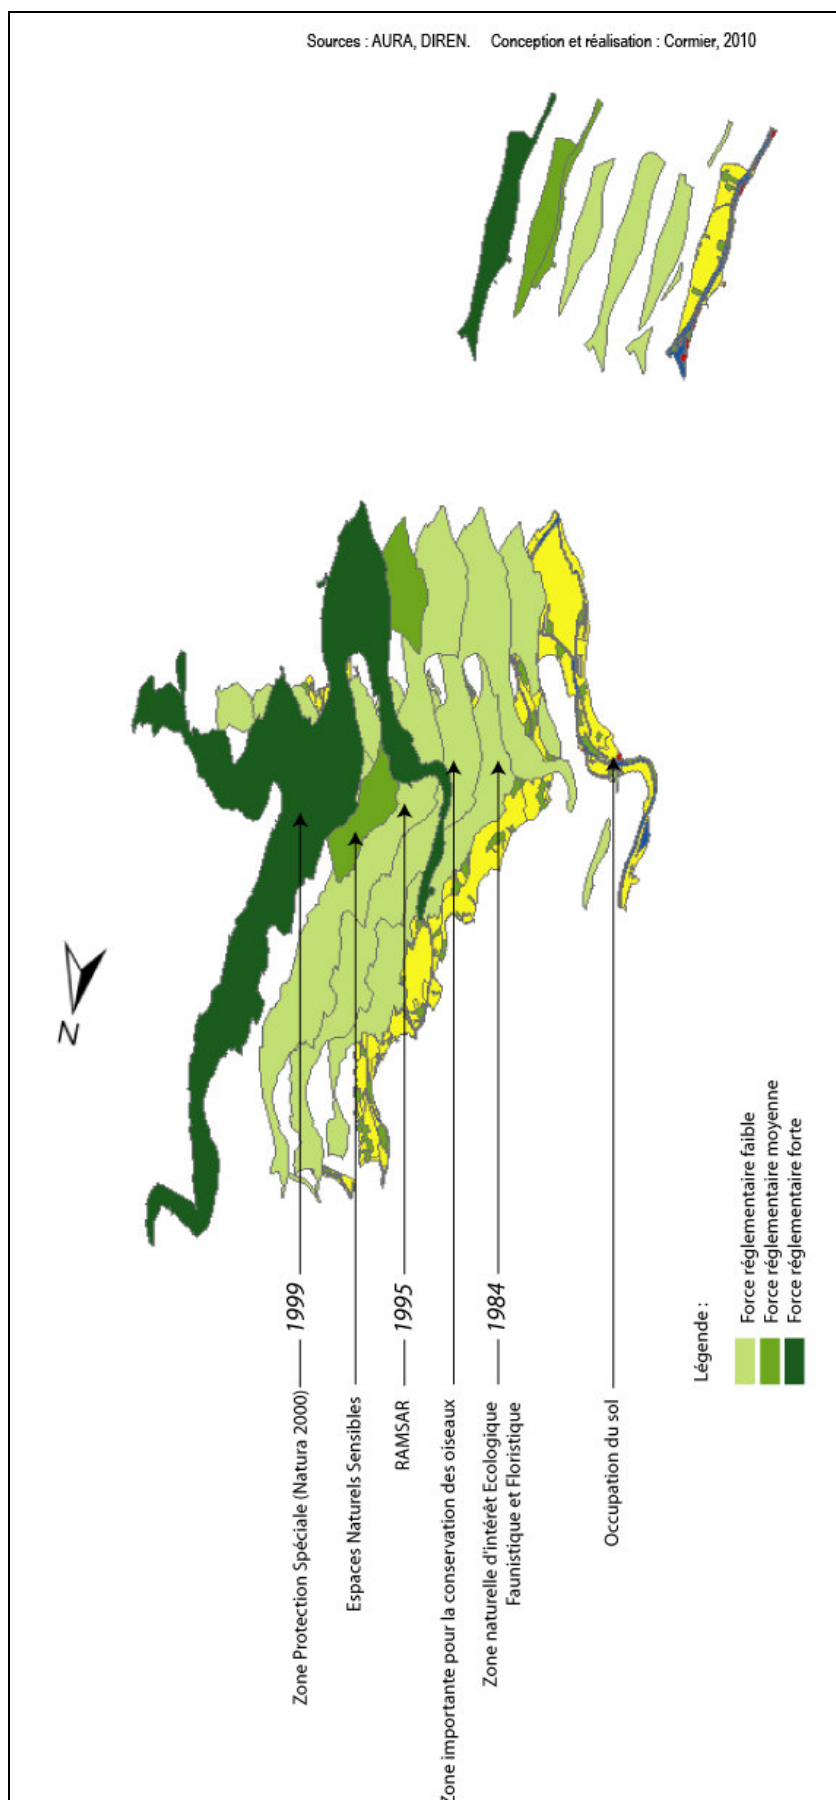 Sources : AURA, DIREN. Conception et réalisation : Cormier, 2010
N
Zone Protection Spéciale (Natura 2000) 1999
Espaces Naturels Sensibles
RAMSAR 1995
Zone importante pour la conservation des oiseaux
Zone naturelle d'intérêt Ecologique 1984
Faunistique et Floristique
Occupation du sol
Légende :
Force réglementaire faible
Force réglementaire moyenne
Force réglementaire forte